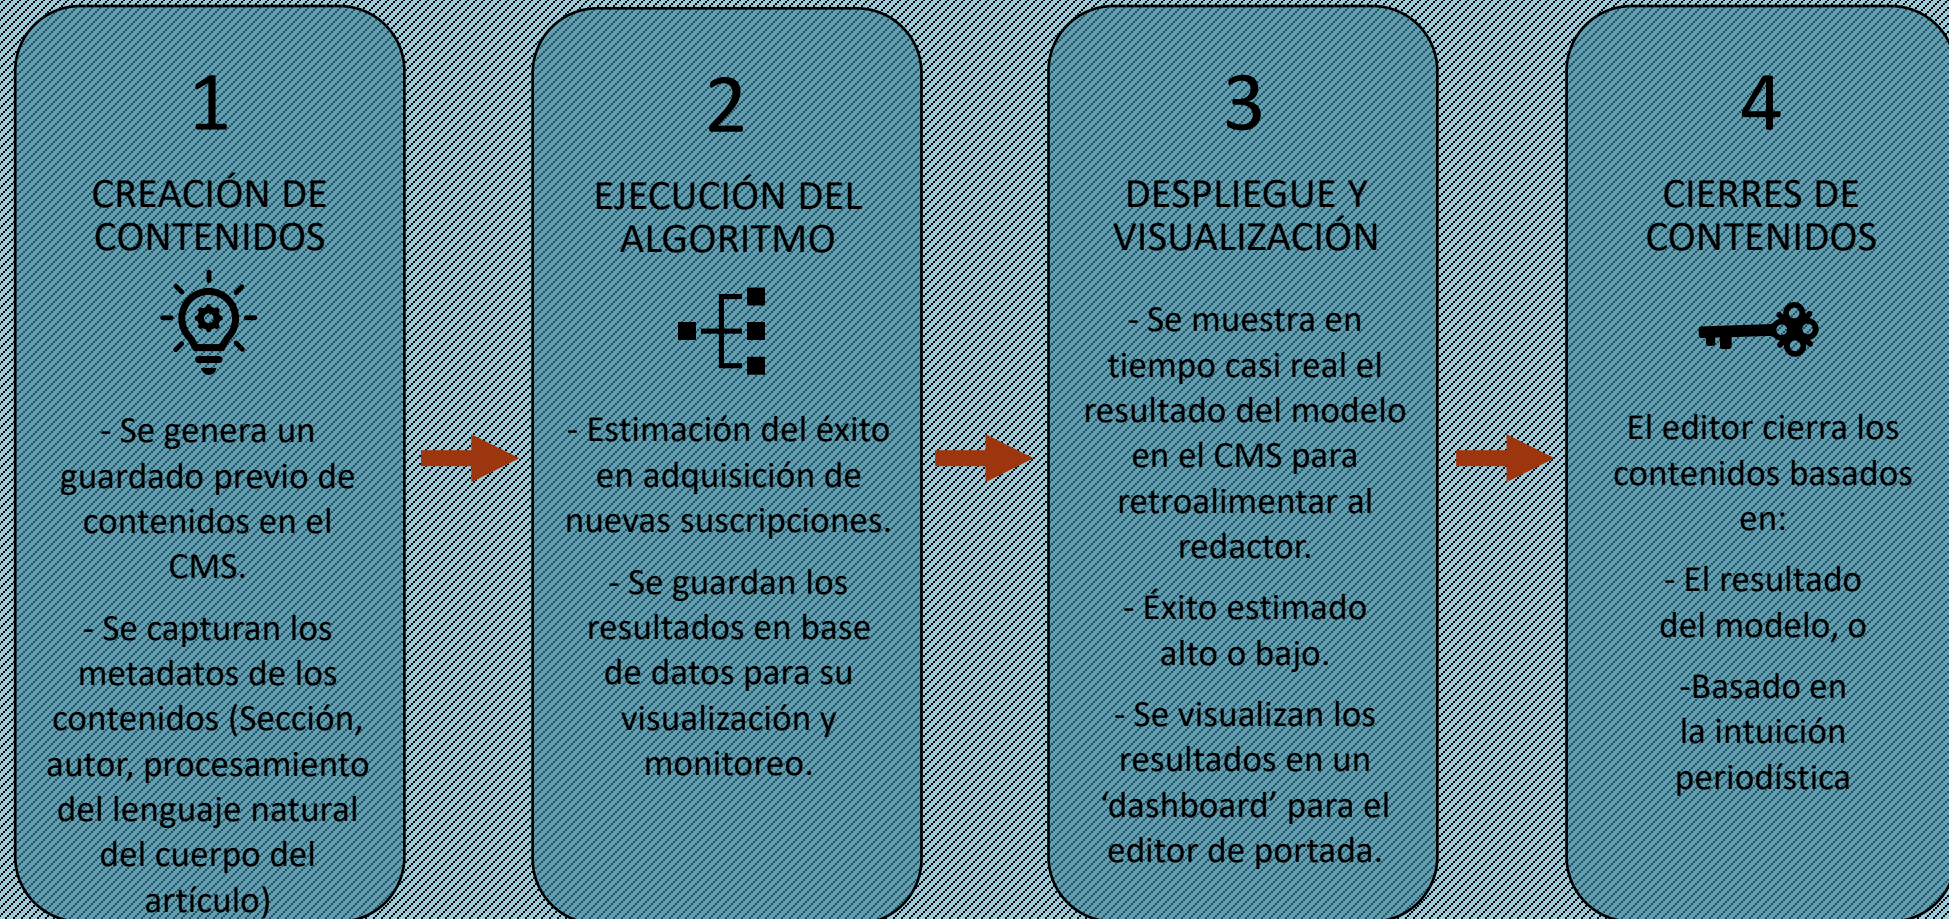 1
CREACIÓN DE
CONTENIDOS
- Se genera un
guardado previo de
contenidos en el
CMS.
- Se capturan los
metadatos de los
contenidos (Sección,
autor, procesamiento
del lenguaje natural
del cuerpo del
artículo)
2
EJECUCIÓN DEL
ALGORITMO
- Estimación del éxito
en adquisición de
nuevas suscripciones.
- Se guardan los
resultados en base
de datos para su
visualización y
monitoreo.
3
DESPLIEGUE Y
VISUALIZACIÓN
- Se muestra en
tiempo casi real el
resultado del modelo
en el CMS para
retroalimentar al
redactor.
- Éxito estimado
alto o bajo.
- Se visualizan los
resultados en un
‘dashboard’ para el
editor de portada.
4
CIERRES DE
CONTENIDOS
El editor cierra los
contenidos basados
en:
- El resultado
del modelo, o
-Basado en
la intuición
periodística